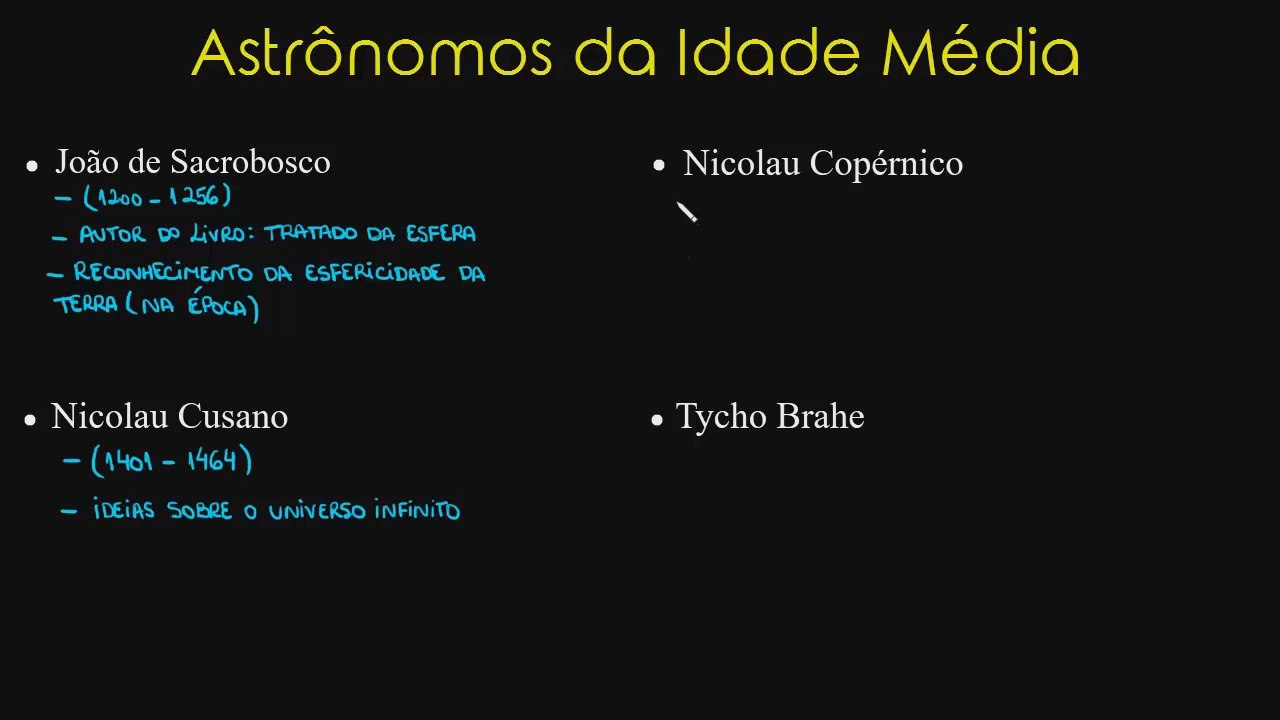 Astrônomos da Idade Média
• João de Sacrobosco
– (1200 – 1256)
– AUTOR DO LIVRO: TRATADO DA ESFERA
– RECONHECIMENTO DA ESFERICIDADE DA
TERRA (NA ÉPOCA)
• Nicolau Cusano
– (1401 – 1464)
– IDEIAS SOBRE O UNIVERSO INFINITO
• Nicolau Copérnico
• Tycho Brahe